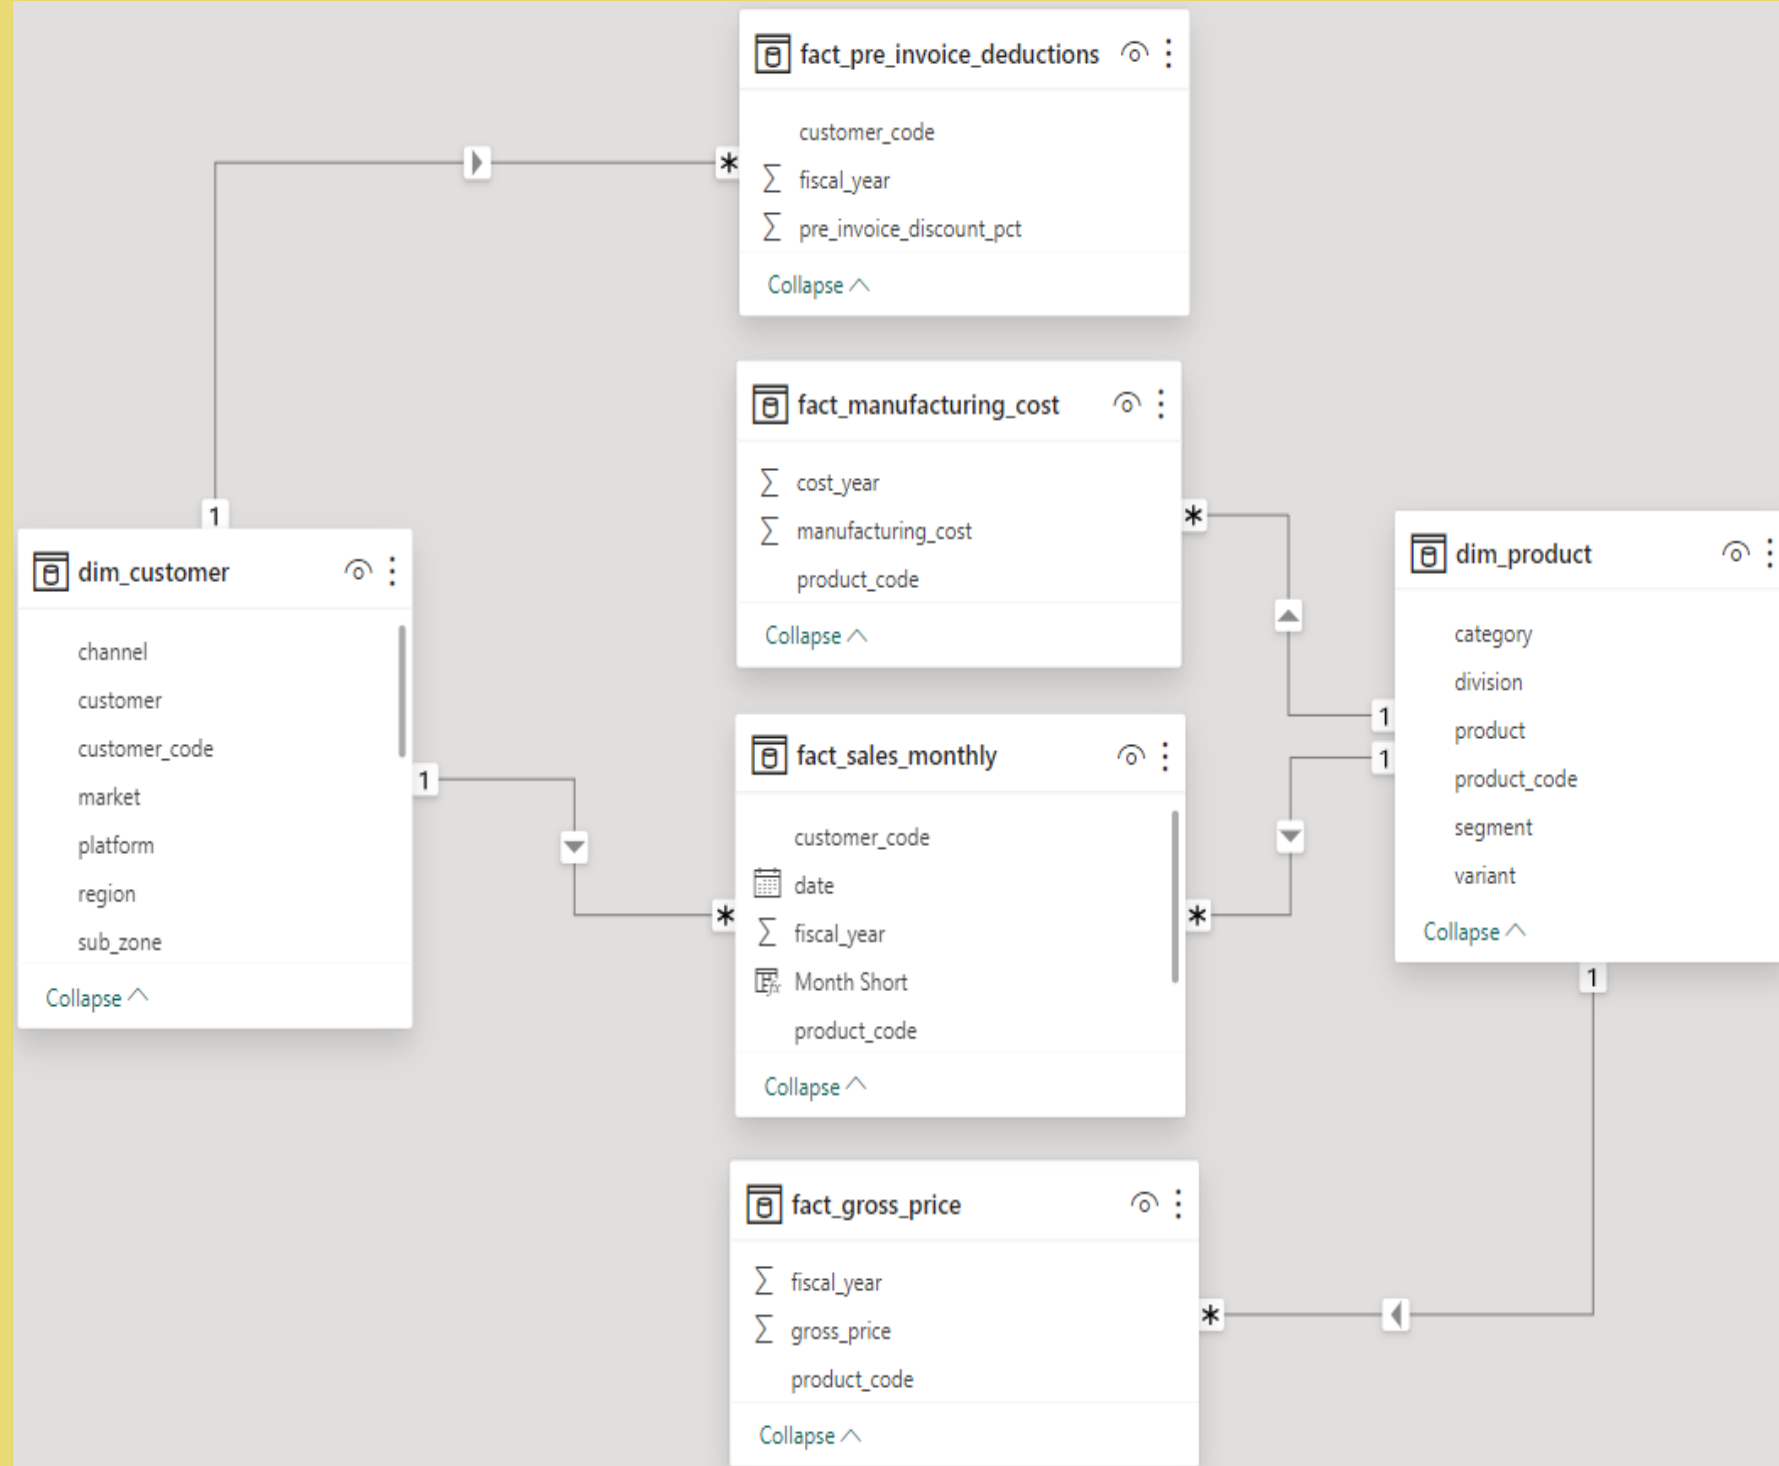 fact_pre_invoice_deductions
customer_code
∑ fiscal_year
∑ pre_invoice_discount_pct
Collapse
*
1
fact_manufacturing_cost
∑ cost_year
∑ manufacturing_cost
product_code
Collapse
*
1
1
dim_customer
channel
customer
customer_code
market
platform
region
sub_zone
Collapse
1
*
fact_sales_monthly
customer_code
date
∑ fiscal_year
Month Short
product_code
Collapse
*
dim_product
category
division
product
product_code
segment
variant
Collapse
1
fact_gross_price
∑ fiscal_year
∑ gross_price
product_code
Collapse
*